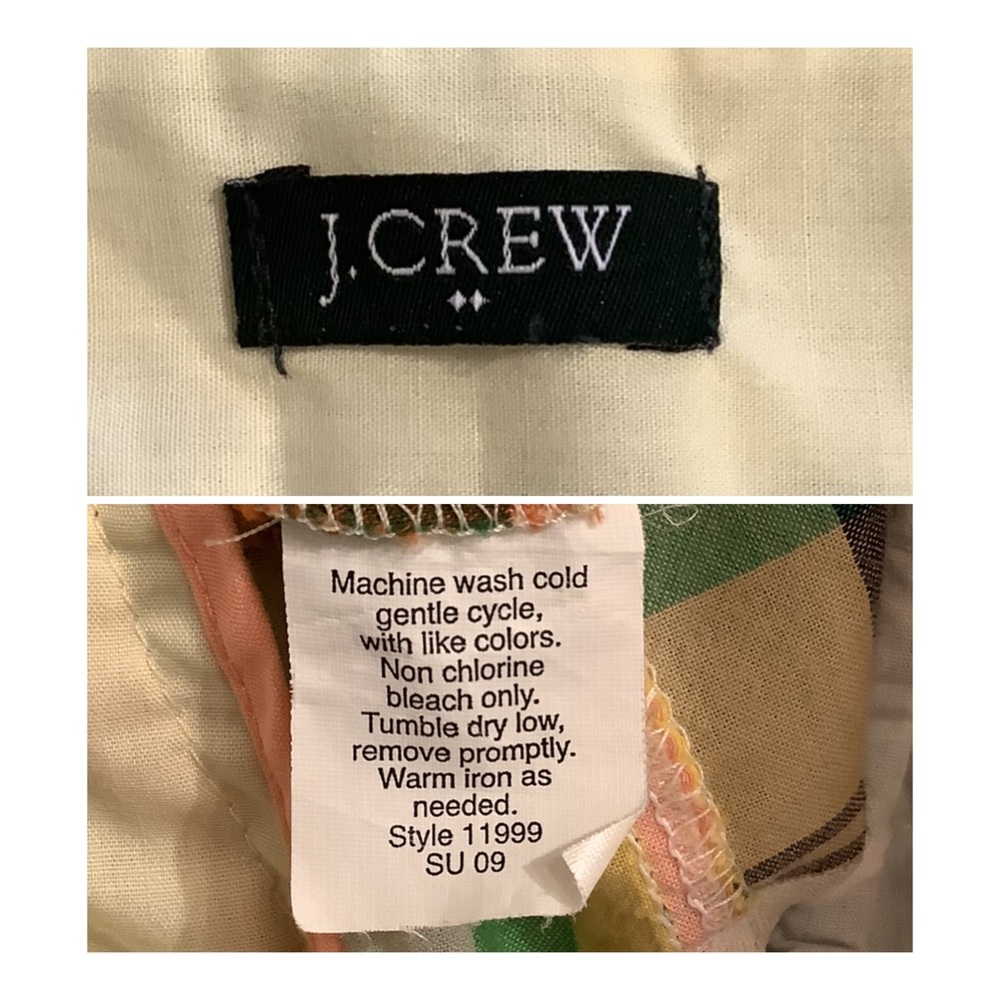 J.CREW
Machine wash cold
gentle cycle,
with like colors.
Non chlorine
bleach only.
Tumble dry low,
remove promptly.
Warm iron as
needed.
Style 11999
SU 09